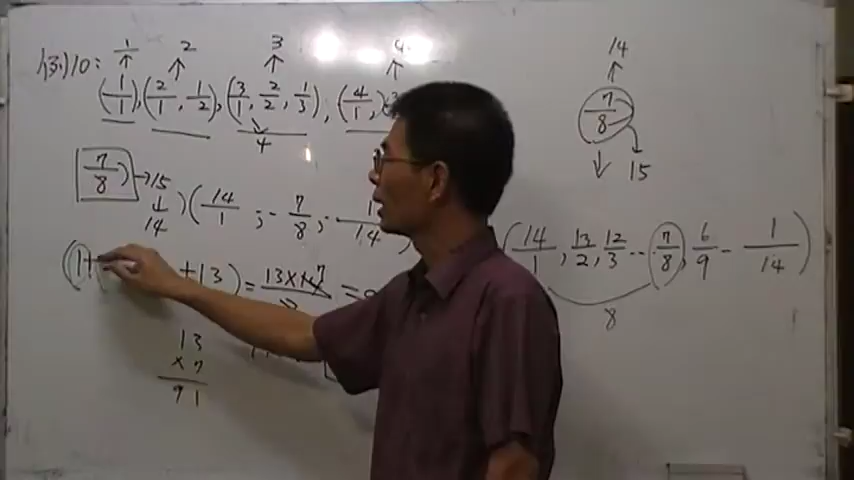 1 2 3 4
例10: (1/1), (2/1, 1/2), (3/1, 2/2, 1/3), (4/1,
4
7/8 → 15
14
) (14/1 ; -- 7/8 ; -- 1/14
(1+ +13) = 13×14 7 =
13
×7
91
14
7/8
15
(14/1, 13/2, 12/3 -- 7/8, 6/9 -- 1/14)
8